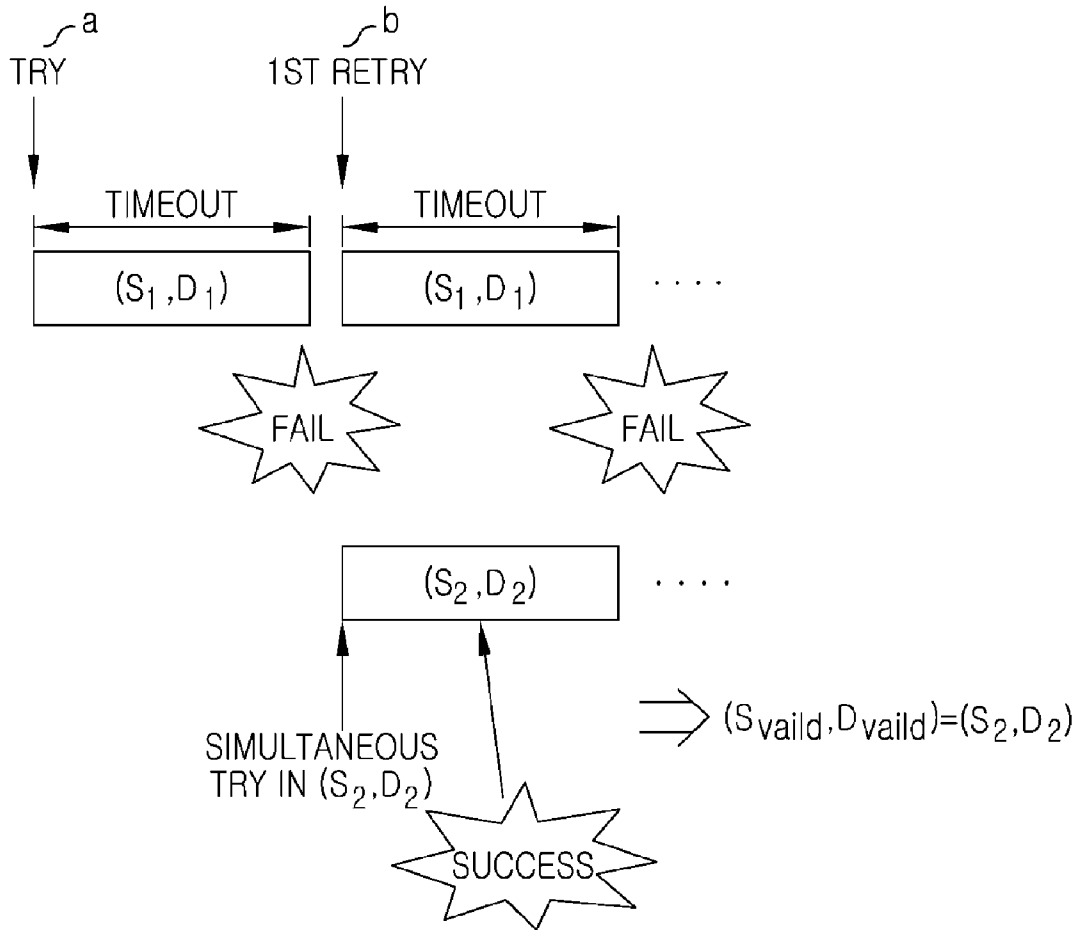 a
TRY
b
1ST RETRY
TIMEOUT
TIMEOUT
(S₁,D₁)
(S₁,D₁)
. . . .
FAIL
FAIL
(S₂,D₂)
. . . .
SIMULTANEOUS
TRY IN (S₂,D₂)
(Svaild,Dvaild)=(S₂,D₂)
SUCCESS